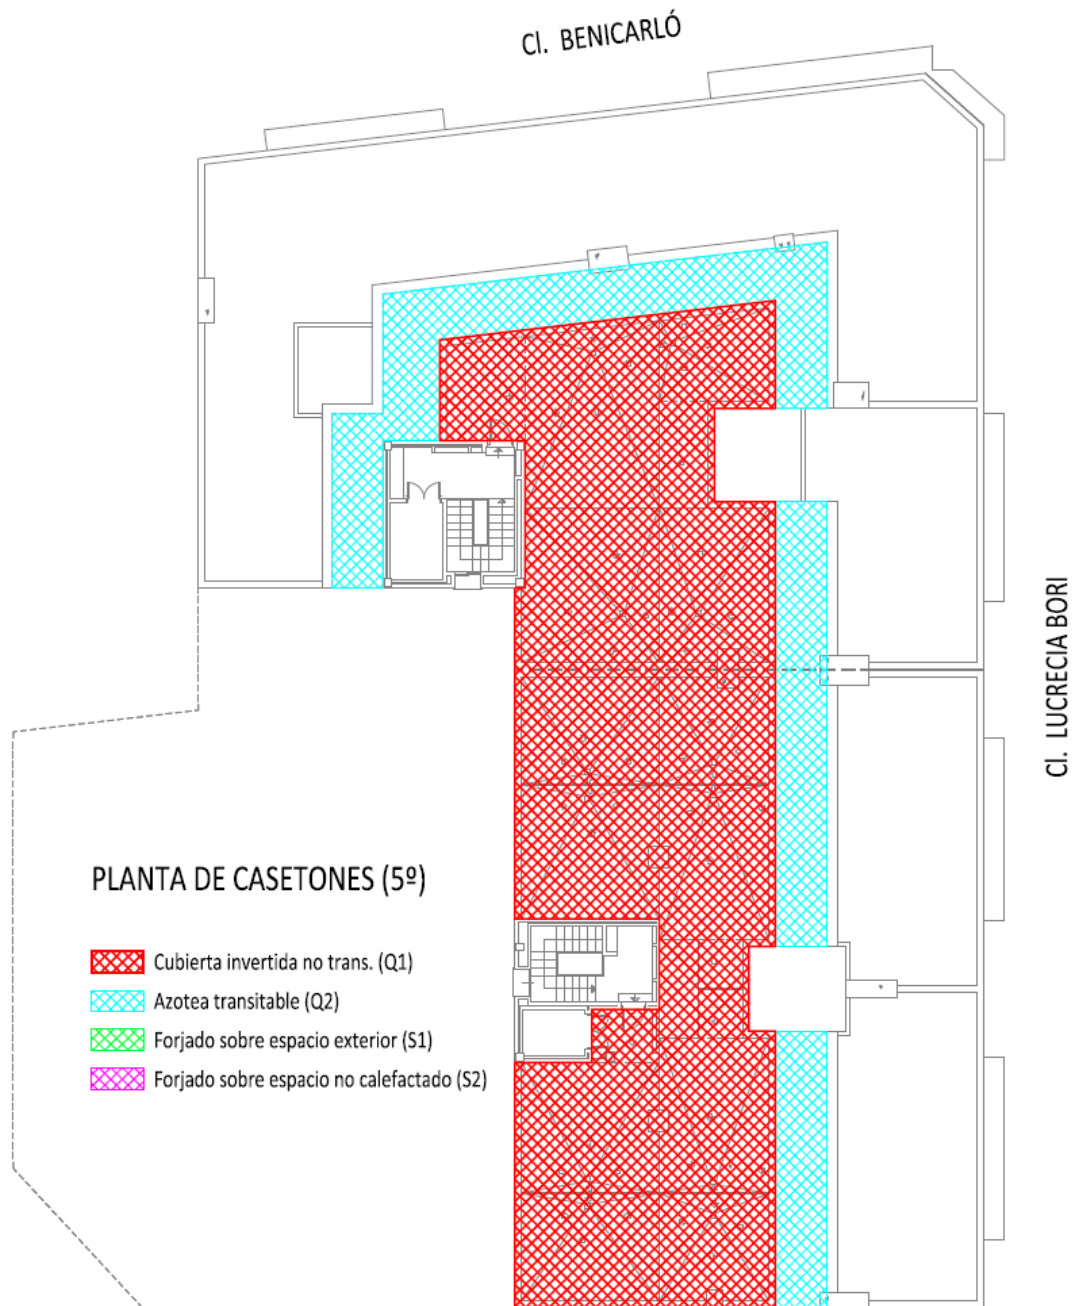 Cl. BENICARLÓ
Cl. LUCRECIA BORI
PLANTA DE CASETONES (5º)
Cubierta invertida no trans. (Q1)
Azotea transitable (Q2)
Forjado sobre espacio exterior (S1)
Forjado sobre espacio no calefactado (S2)